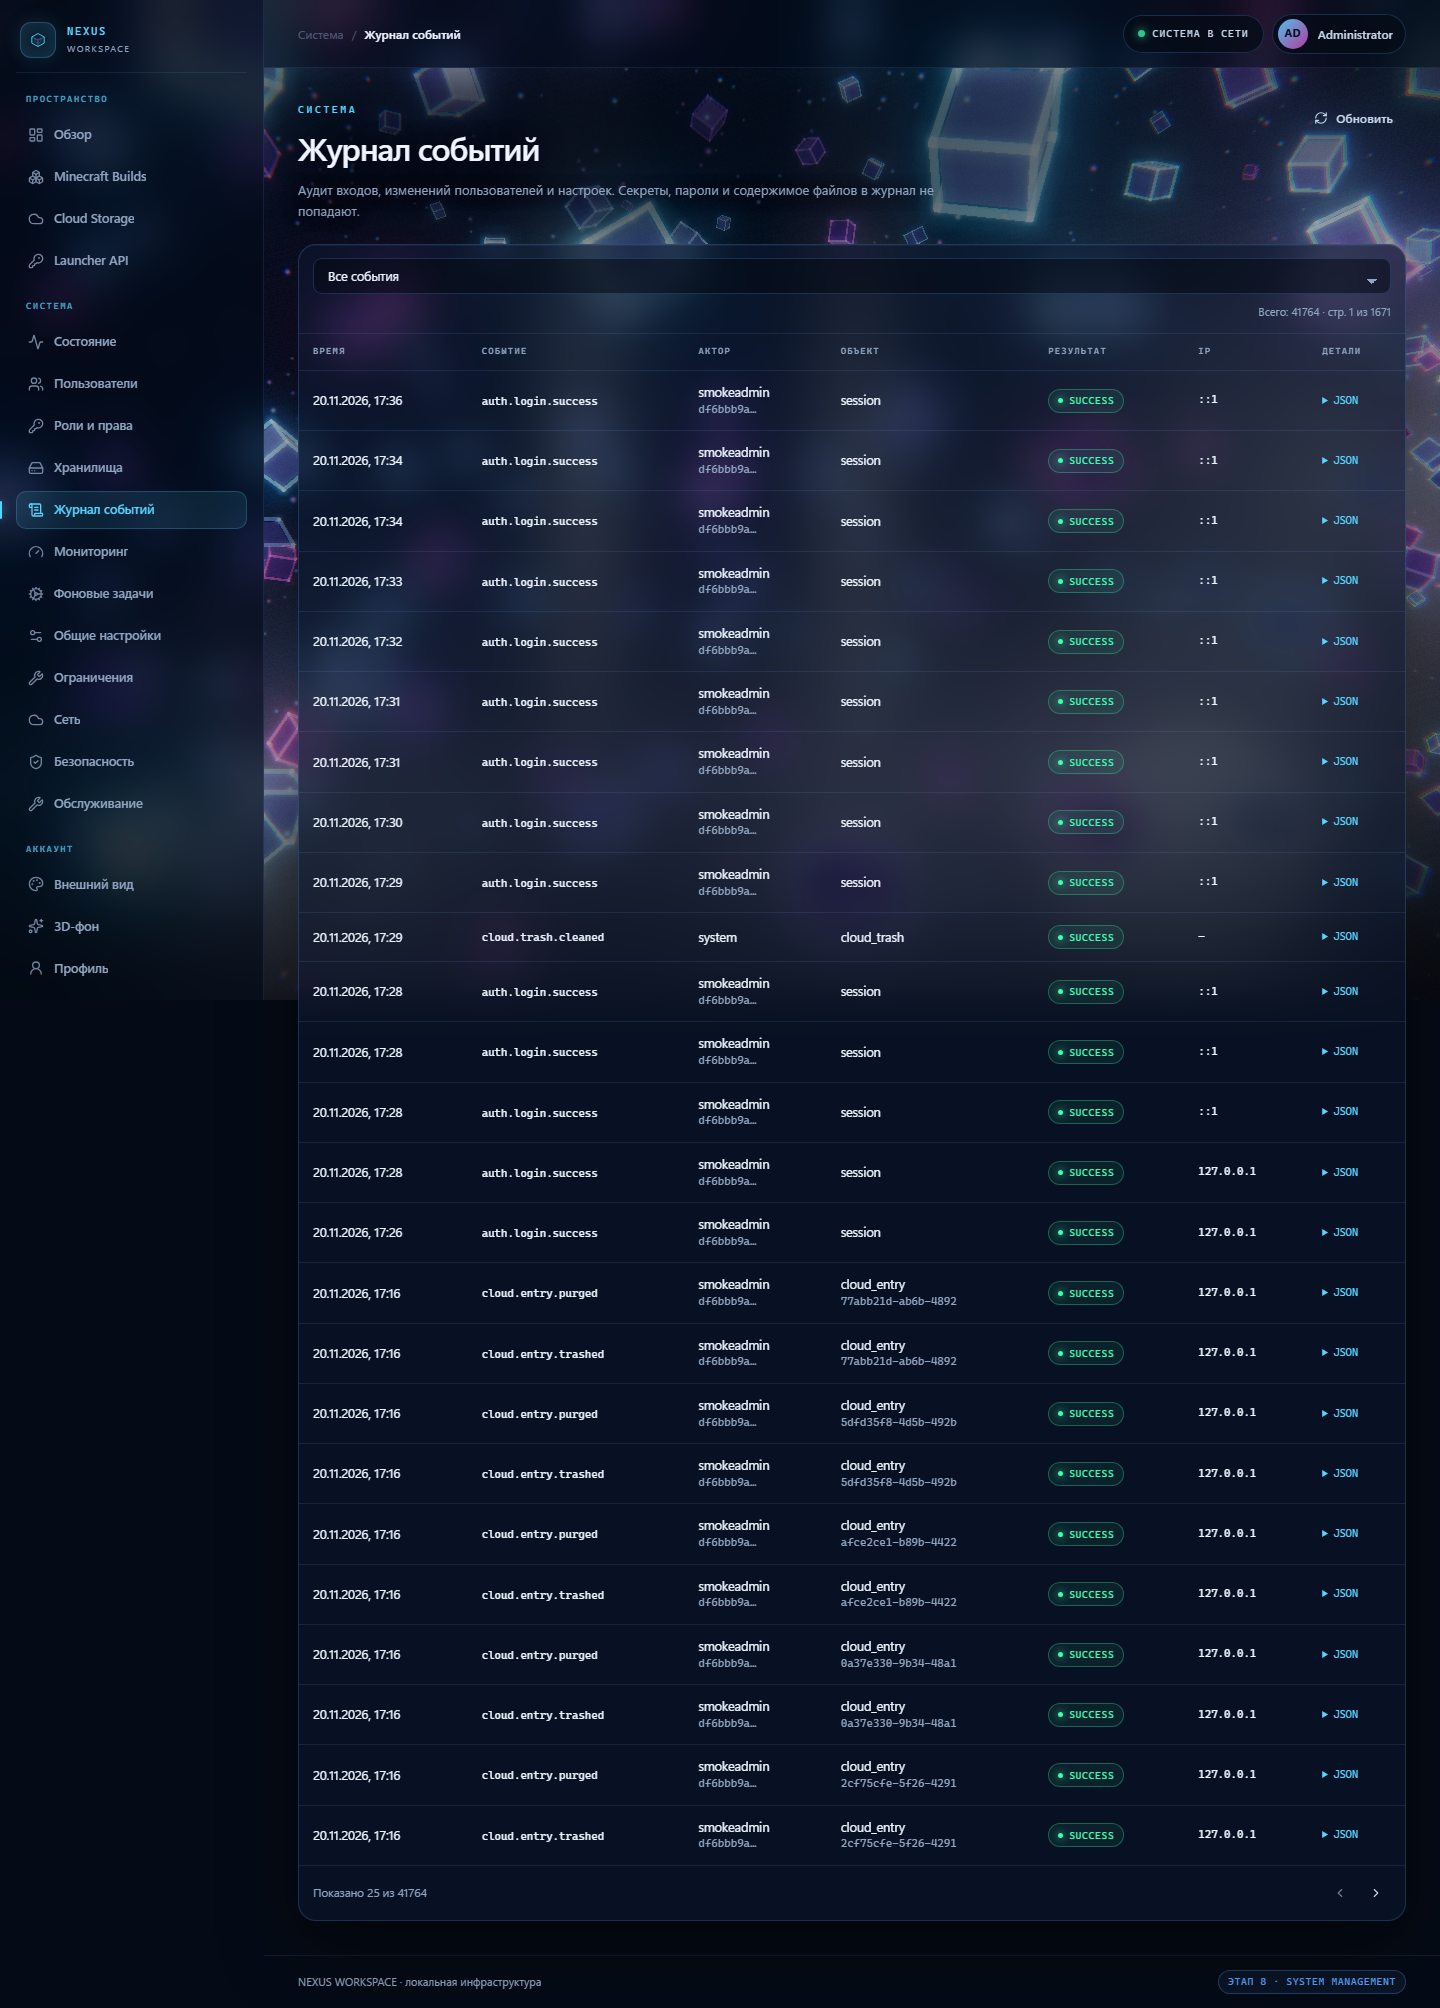 NEXUS
WORKSPACE
ПРОСТРАНСТВО
Обзор
Minecraft Builds
Cloud Storage
Launcher API
СИСТЕМА
Состояние
Пользователи
Роли и права
Хранилища
Журнал событий
Мониторинг
Фоновые задачи
Общие настройки
Ограничения
Сеть
Безопасность
Обслуживание
АККАУНТ
Внешний вид
3D-фон
Профиль
Система / Журнал событий
СИСТЕМА В СЕТИ
AD Administrator
СИСТЕМА
Журнал событий
Обновить
Аудит входов, изменений пользователей и настроек. Секреты, пароли и содержимое файлов в журнал не
попадают.
Все события
Всего: 41764 · стр. 1 из 1671
ВРЕМЯ СОБЫТИЕ АКТОР ОБЪЕКТ РЕЗУЛЬТАТ IP ДЕТАЛИ
20.11.2026, 17:36 auth.login.success smokeadmin session SUCCESS ::1 JSON
df6bbb9a…
20.11.2026, 17:34 auth.login.success smokeadmin session SUCCESS ::1 JSON
df6bbb9a…
20.11.2026, 17:34 auth.login.success smokeadmin session SUCCESS ::1 JSON
df6bbb9a…
20.11.2026, 17:33 auth.login.success smokeadmin session SUCCESS ::1 JSON
df6bbb9a…
20.11.2026, 17:32 auth.login.success smokeadmin session SUCCESS ::1 JSON
df6bbb9a…
20.11.2026, 17:31 auth.login.success smokeadmin session SUCCESS ::1 JSON
df6bbb9a…
20.11.2026, 17:31 auth.login.success smokeadmin session SUCCESS ::1 JSON
df6bbb9a…
20.11.2026, 17:30 auth.login.success smokeadmin session SUCCESS ::1 JSON
df6bbb9a…
20.11.2026, 17:29 auth.login.success smokeadmin session SUCCESS ::1 JSON
df6bbb9a…
20.11.2026, 17:29 cloud.trash.cleaned system cloud_trash SUCCESS — JSON
20.11.2026, 17:28 auth.login.success smokeadmin session SUCCESS ::1 JSON
df6bbb9a…
20.11.2026, 17:28 auth.login.success smokeadmin session SUCCESS ::1 JSON
df6bbb9a…
20.11.2026, 17:28 auth.login.success smokeadmin session SUCCESS ::1 JSON
df6bbb9a…
20.11.2026, 17:28 auth.login.success smokeadmin session SUCCESS 127.0.0.1 JSON
df6bbb9a…
20.11.2026, 17:26 auth.login.success smokeadmin session SUCCESS 127.0.0.1 JSON
df6bbb9a…
20.11.2026, 17:16 cloud.entry.purged smokeadmin cloud_entry SUCCESS 127.0.0.1 JSON
df6bbb9a… 77abb21d-ab6b-4892
20.11.2026, 17:16 cloud.entry.trashed smokeadmin cloud_entry SUCCESS 127.0.0.1 JSON
df6bbb9a… 77abb21d-ab6b-4892
20.11.2026, 17:16 cloud.entry.purged smokeadmin cloud_entry SUCCESS 127.0.0.1 JSON
df6bbb9a… 5dfd35f8-4d5b-492b
20.11.2026, 17:16 cloud.entry.trashed smokeadmin cloud_entry SUCCESS 127.0.0.1 JSON
df6bbb9a… 5dfd35f8-4d5b-492b
20.11.2026, 17:16 cloud.entry.purged smokeadmin cloud_entry SUCCESS 127.0.0.1 JSON
df6bbb9a… afce2ce1-b89b-4422
20.11.2026, 17:16 cloud.entry.trashed smokeadmin cloud_entry SUCCESS 127.0.0.1 JSON
df6bbb9a… afce2ce1-b89b-4422
20.11.2026, 17:16 cloud.entry.purged smokeadmin cloud_entry SUCCESS 127.0.0.1 JSON
df6bbb9a… 0a37e330-9b34-48a1
20.11.2026, 17:16 cloud.entry.trashed smokeadmin cloud_entry SUCCESS 127.0.0.1 JSON
df6bbb9a… 0a37e330-9b34-48a1
20.11.2026, 17:16 cloud.entry.purged smokeadmin cloud_entry SUCCESS 127.0.0.1 JSON
df6bbb9a… 2cf75cfe-5f26-4291
20.11.2026, 17:16 cloud.entry.trashed smokeadmin cloud_entry SUCCESS 127.0.0.1 JSON
df6bbb9a… 2cf75cfe-5f26-4291
Показано 25 из 41764
NEXUS WORKSPACE · локальная инфраструктура
ЭТАП 8 · SYSTEM MANAGEMENT